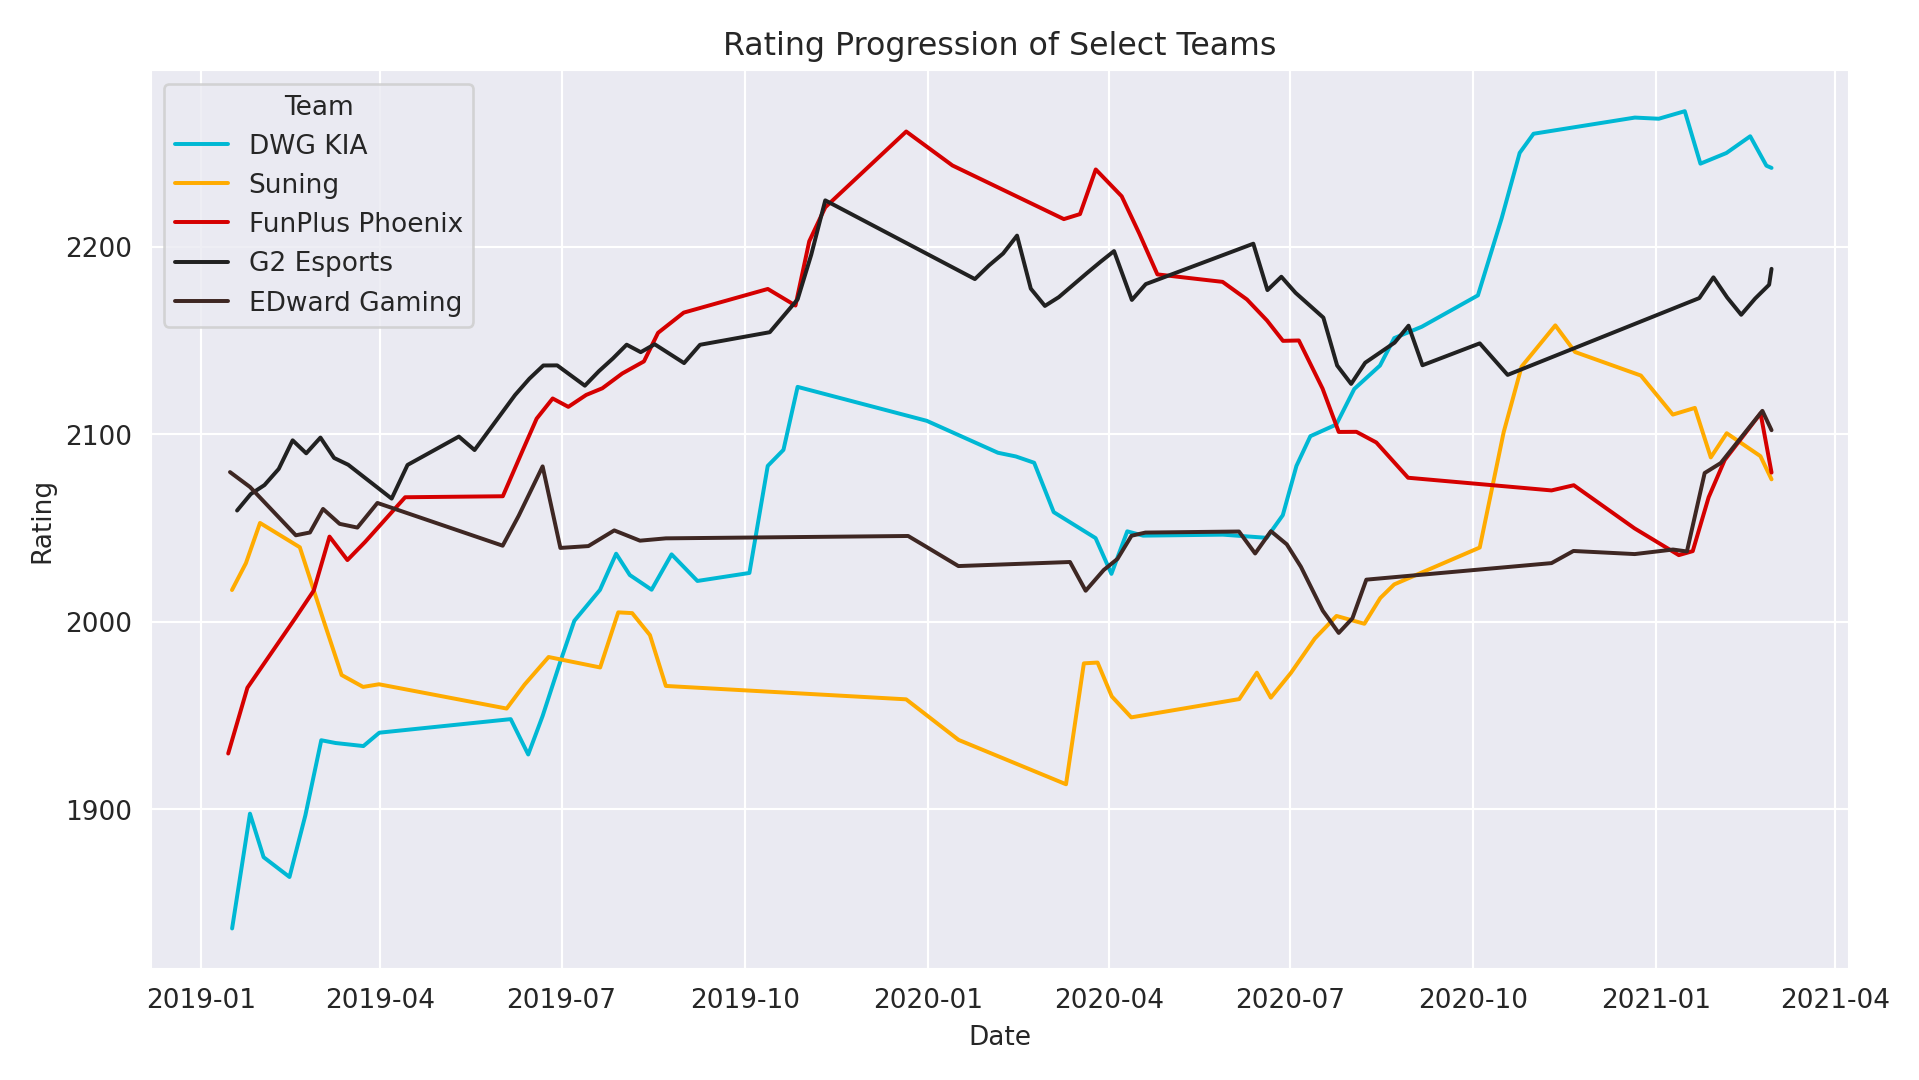 Rating Progression of Select Teams
Team
DWG KIA
Suning
FunPlus Phoenix
G2 Esports
EDward Gaming
Rating
2200
2100
2000
1900
2019-01 2019-04 2019-07 2019-10 2020-01 2020-04 2020-07 2020-10 2021-01 2021-04
Date